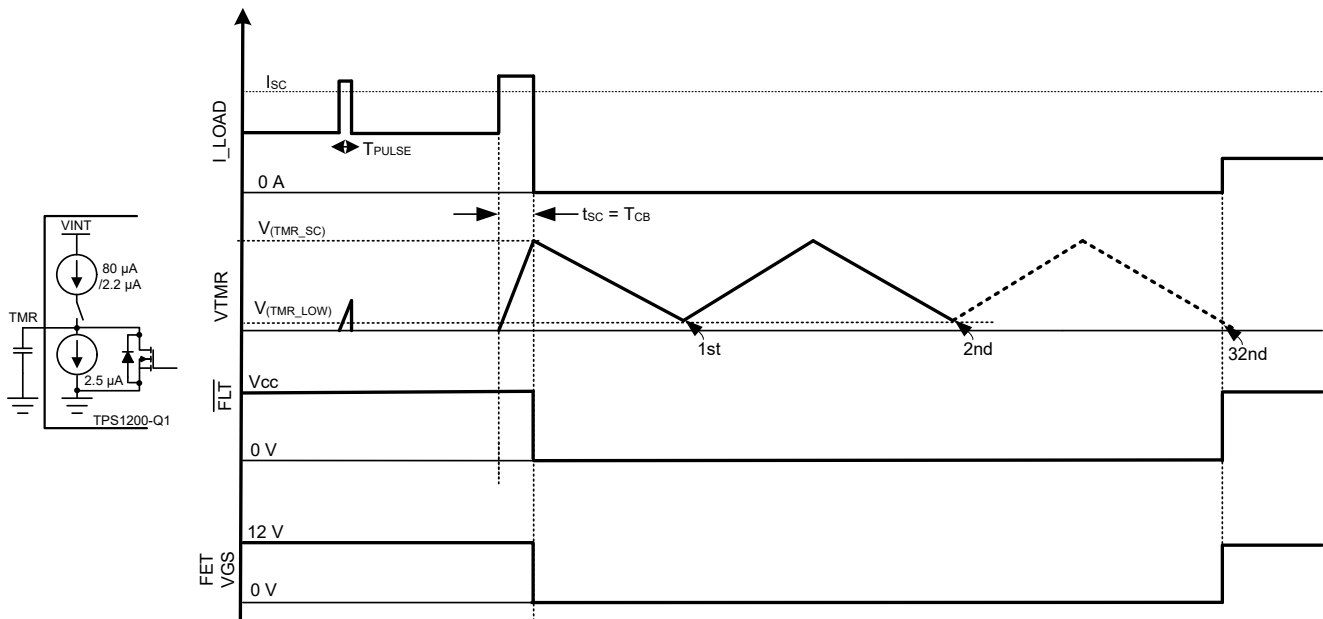 VINT
80 µA
/2.2 µA
TMR
2.5 µA
TPS1200-Q1
I_LOAD
ISC
TPULSE
0 A
tSC = TCB
VTMR
V(TMR_SC)
V(TMR_LOW)
1st
2nd
32nd
FLT
Vcc
0 V
FET
VGS
12 V
0 V